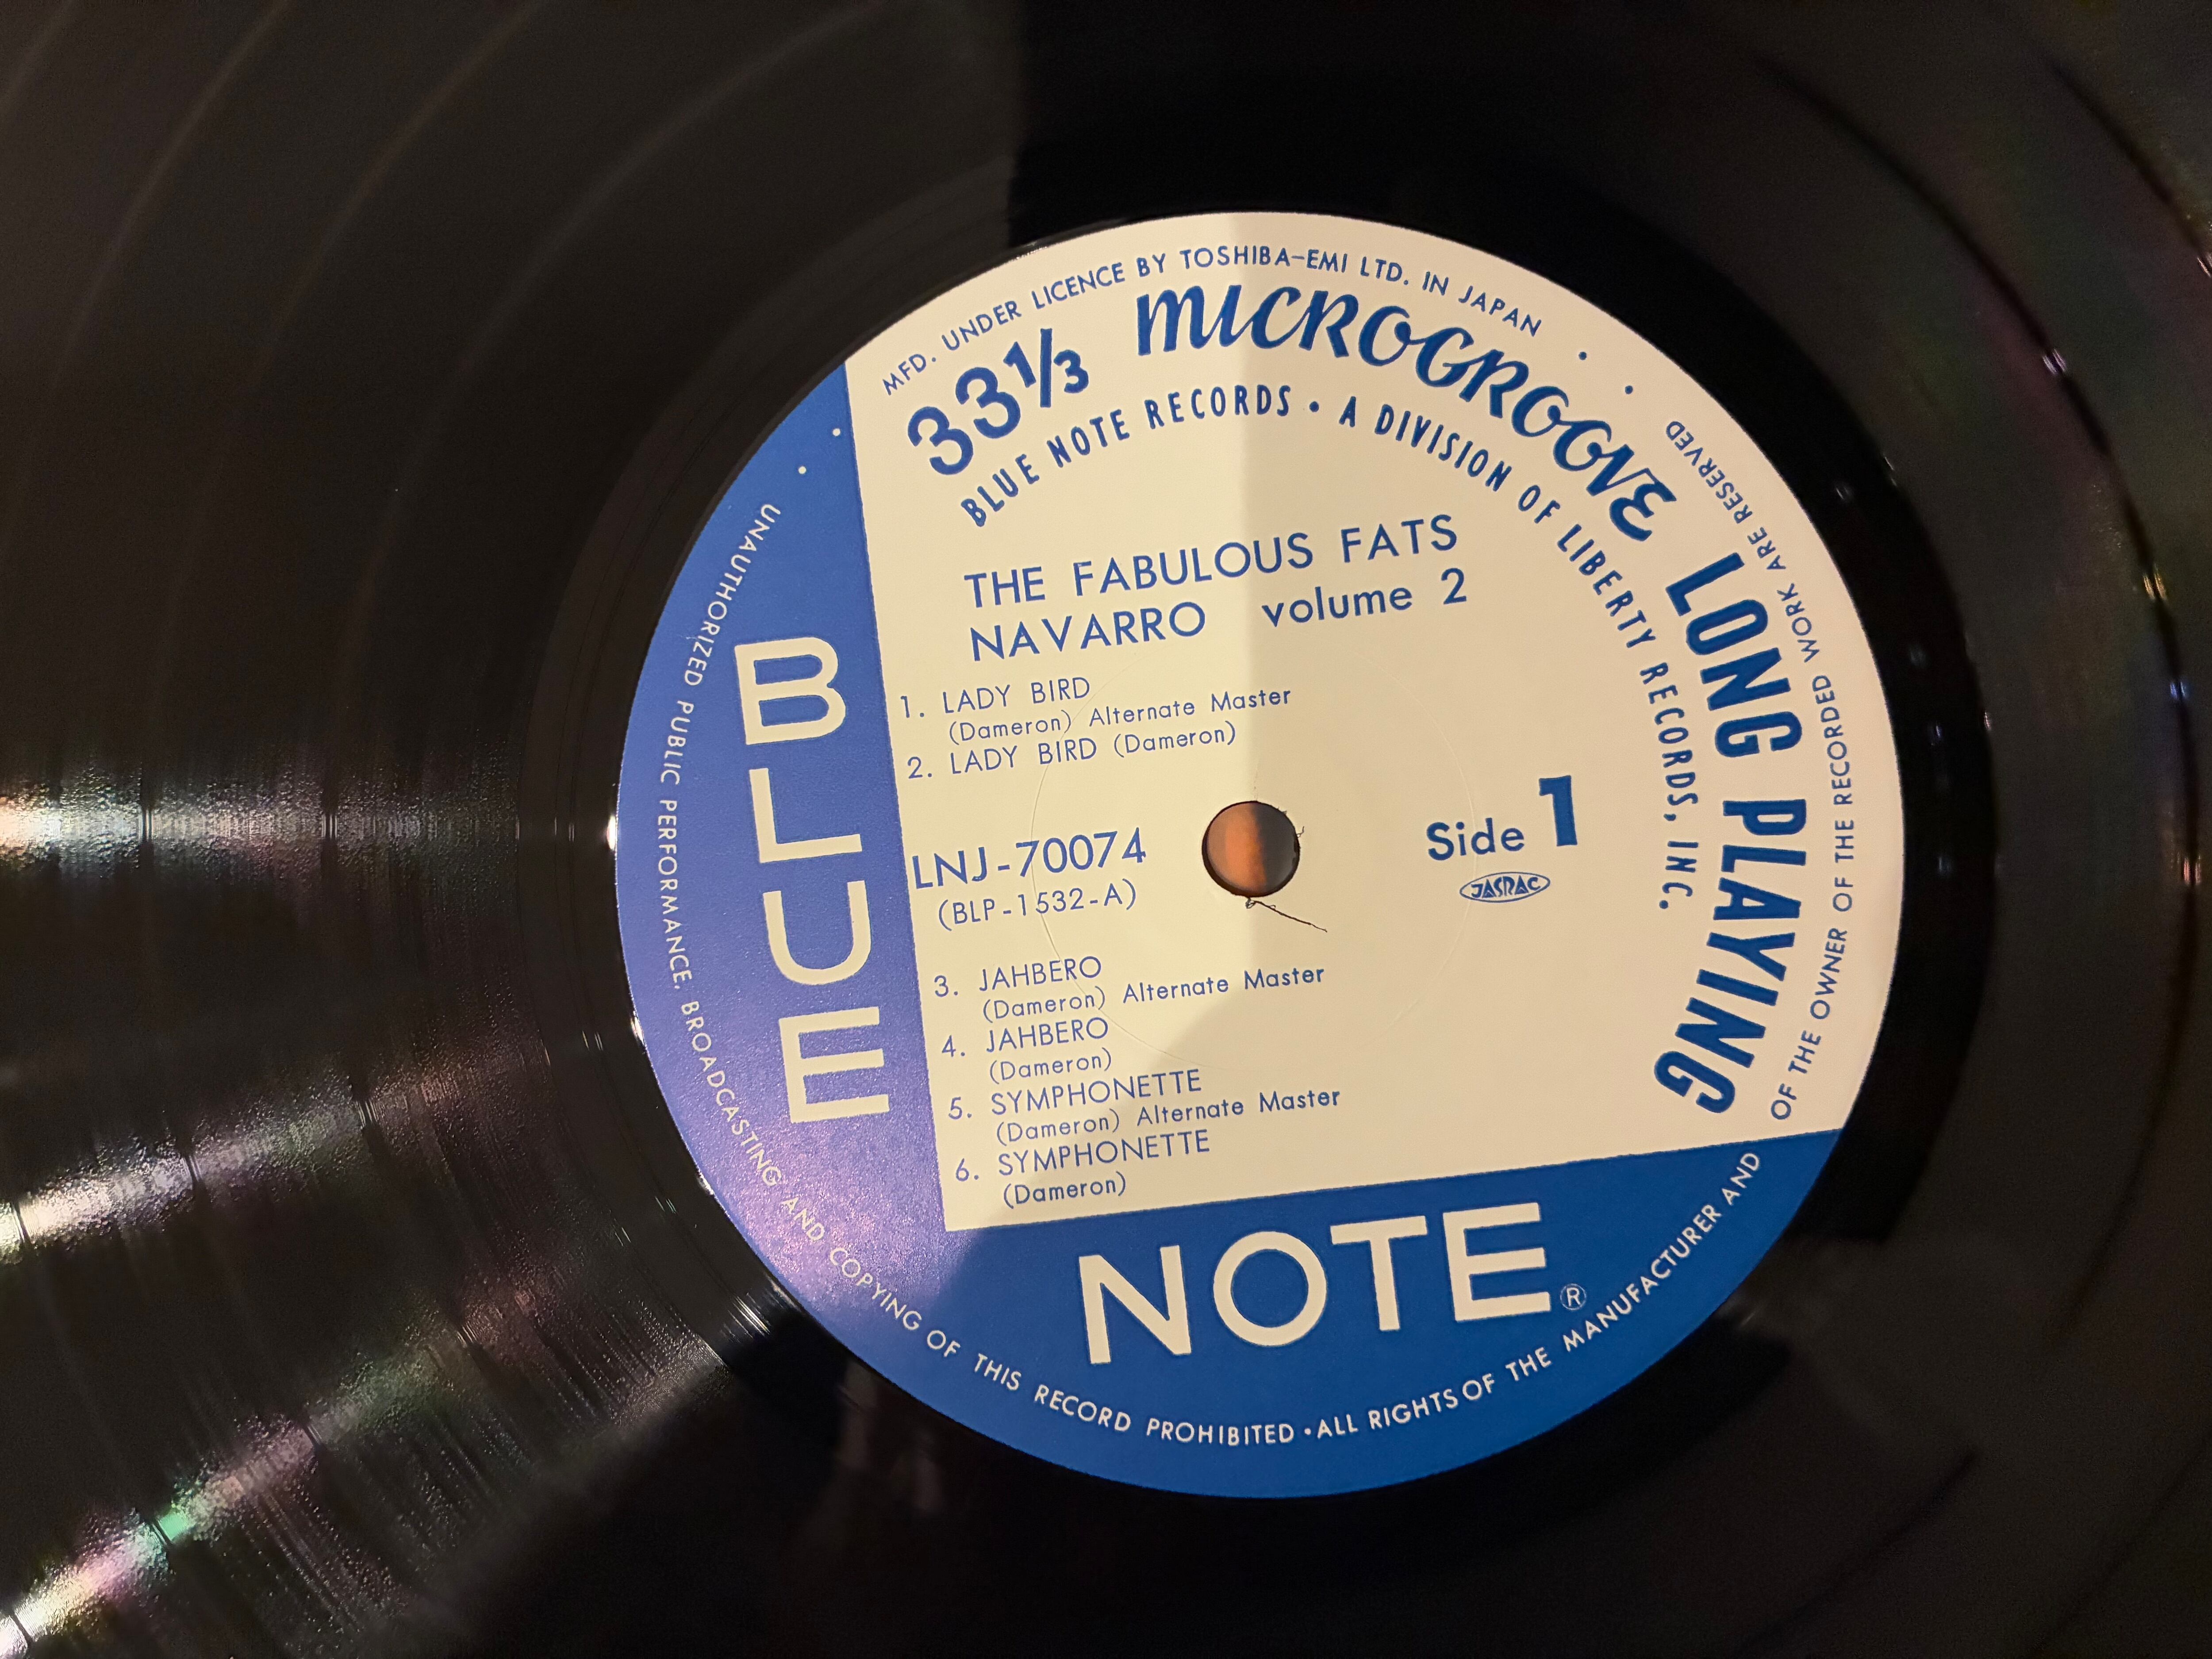 MFD. UNDER LICENCE BY TOSHIBA-EMI LTD. IN JAPAN
33⅓ MICROGROOVE LONG PLAYING
BLUE NOTE RECORDS • A DIVISION OF LIBERTY RECORDS, INC.
THE FABULOUS FATS
NAVARRO volume 2
1. LADY BIRD
(Dameron) Alternate Master
2. LADY BIRD (Dameron)
LNJ-70074
(BLP-1532-A)
Side 1
JASRAC
3. JAHBERO
(Dameron) Alternate Master
4. JAHBERO
(Dameron)
5. SYMPHONETTE
(Dameron) Alternate Master
6. SYMPHONETTE
(Dameron)
BLUE
NOTE®
UNAUTHORIZED PUBLIC PERFORMANCE, BROADCASTING AND COPYING OF THIS RECORD PROHIBITED • ALL RIGHTS OF THE MANUFACTURER AND OF THE OWNER OF THE RECORDED WORK ARE RESERVED